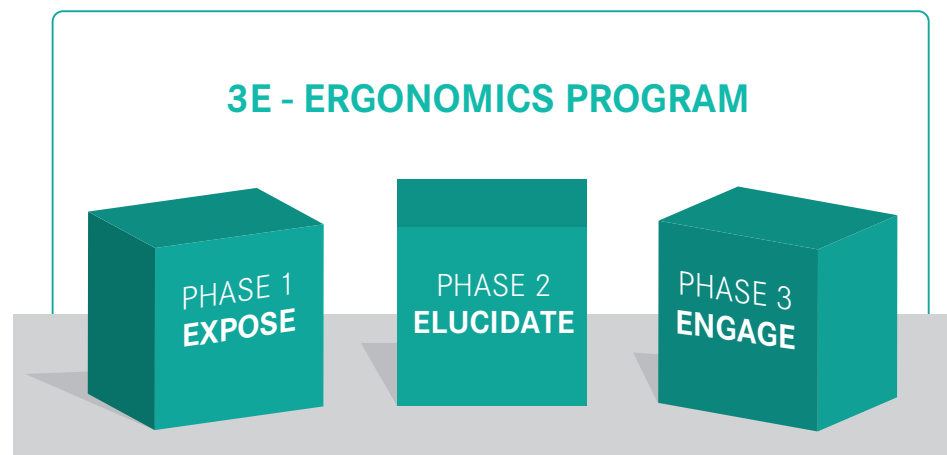 3E - ERGONOMICS PROGRAM
PHASE 1
EXPOSE
PHASE 2
ELUCIDATE
PHASE 3
ENGAGE